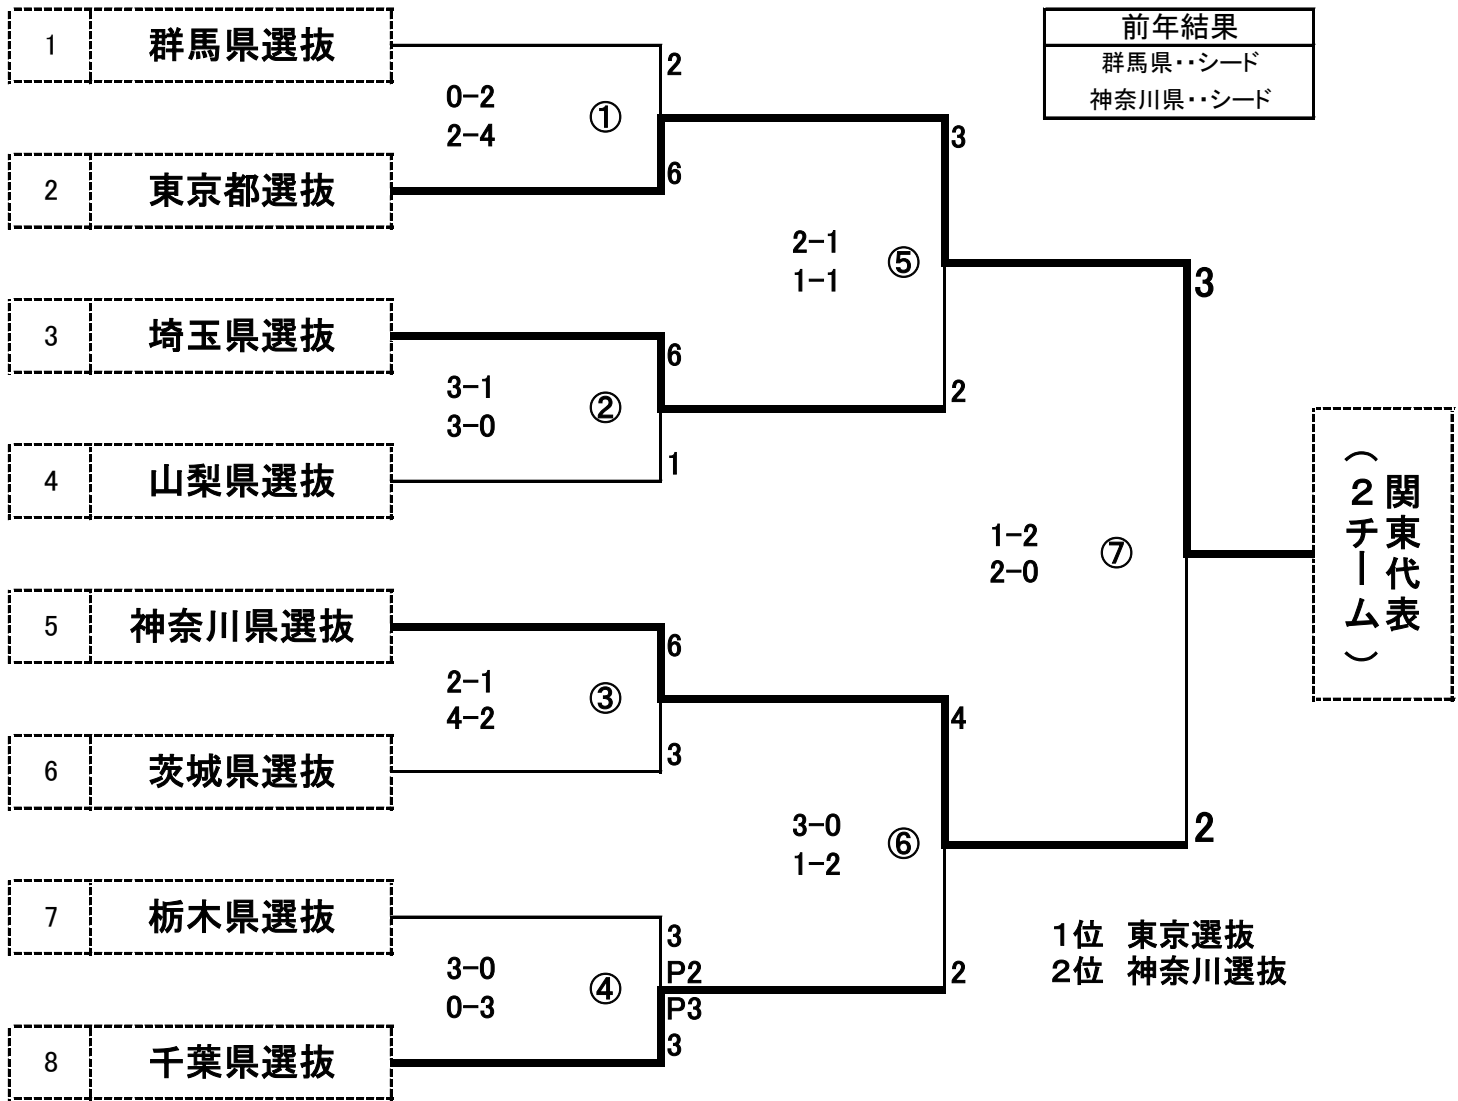 前年結果
群馬県・・シード
神奈川県・・シード
1 群馬県選抜
2
0-2
2-4
①
6
2 東京都選抜
3
2-1
1-1
⑤
2
3 埼玉県選抜
6
3-1
3-0
②
1
4 山梨県選抜
3
1-2
2-0
⑦
2
関東代表
（２チーム）
5 神奈川県選抜
6
2-1
4-2
③
3
6 茨城県選抜
4
3-0
1-2
⑥
2
7 栃木県選抜
3
P2
3-0
0-3
④
P3
3
8 千葉県選抜
１位 東京選抜
２位 神奈川選抜